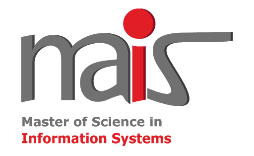 mais
Master of Science in
Information Systems